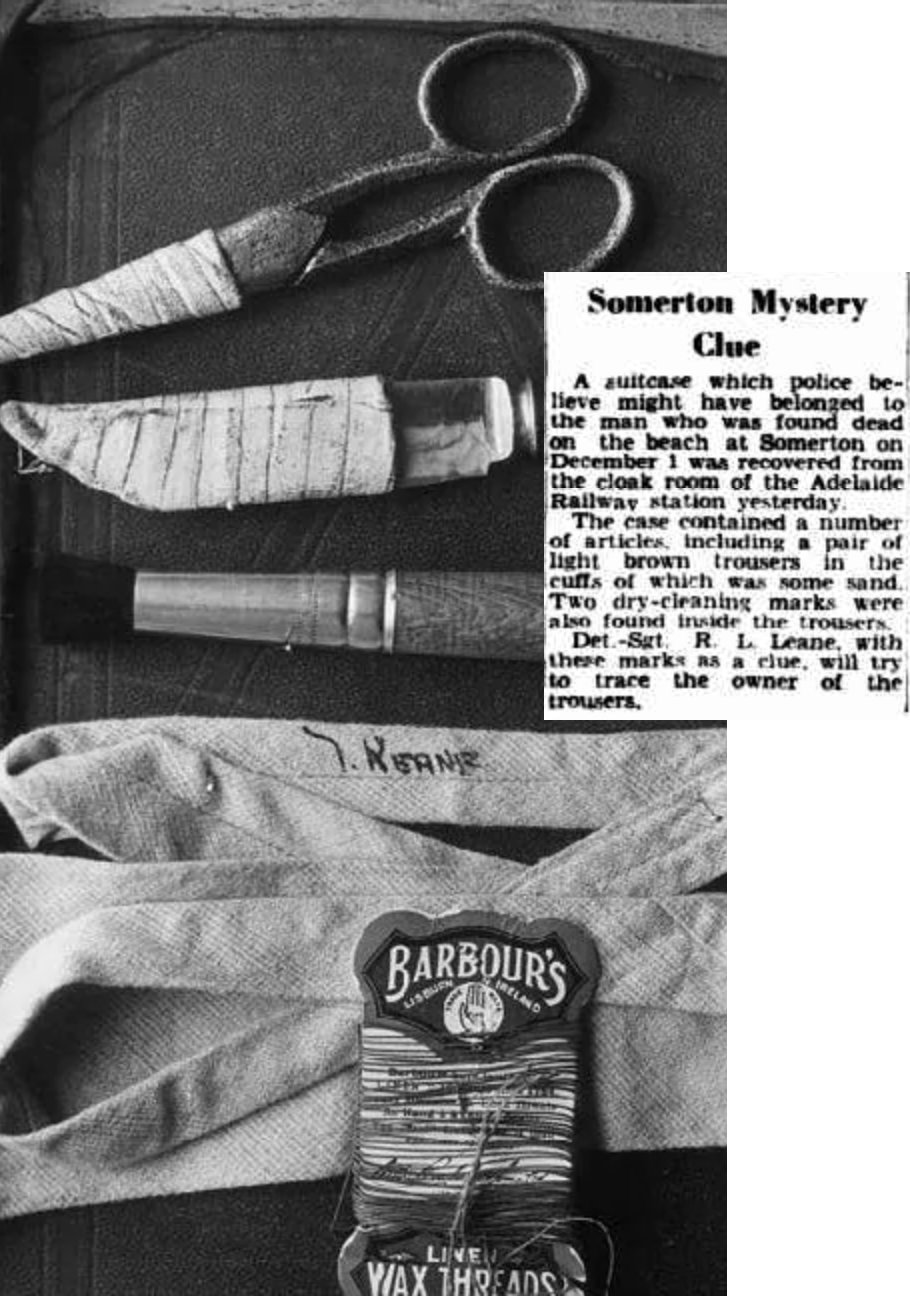 Somerton Mystery
Clue
A suitcase which police be-
lieve might have belonged to
the man who was found dead
on the beach at Somerton on
December 1 was recovered from
the cloak room of the Adelaide
Railway station yesterday.
The case contained a number
of articles, including a pair of
light brown trousers in the
cuffs of which was some sand.
Two dry-cleaning marks were
also found inside the trousers.
Det.-Sgt. R. L. Leane, with
these marks as a clue, will try
to trace the owner of the
trousers.
T. KEANE
BARBOUR'S
LISBURN IRELAND
LINEN
WAX THREADS